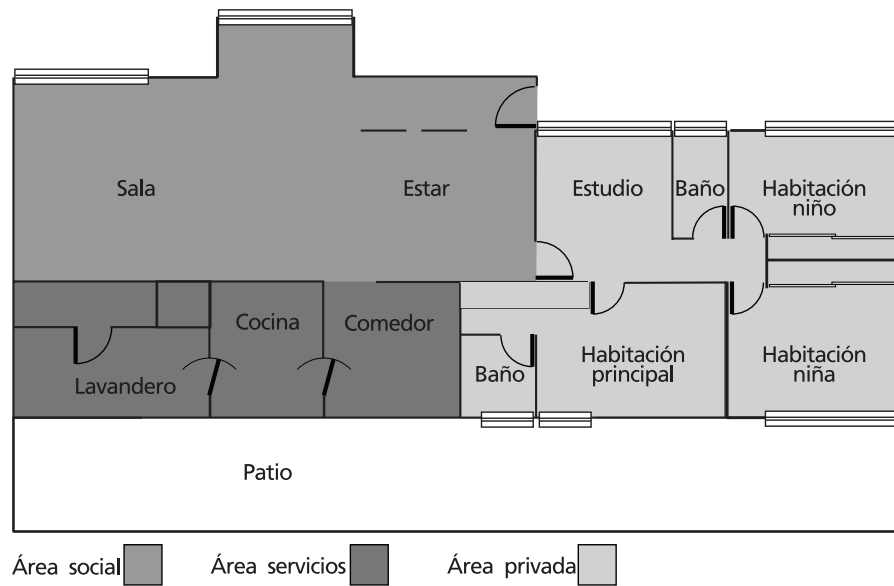 Sala
Estar
Estudio
Baño
Habitación
niño
Cocina
Comedor
Lavandero
Baño
Habitación
principal
Habitación
niña
Patio
Área social
Área servicios
Área privada